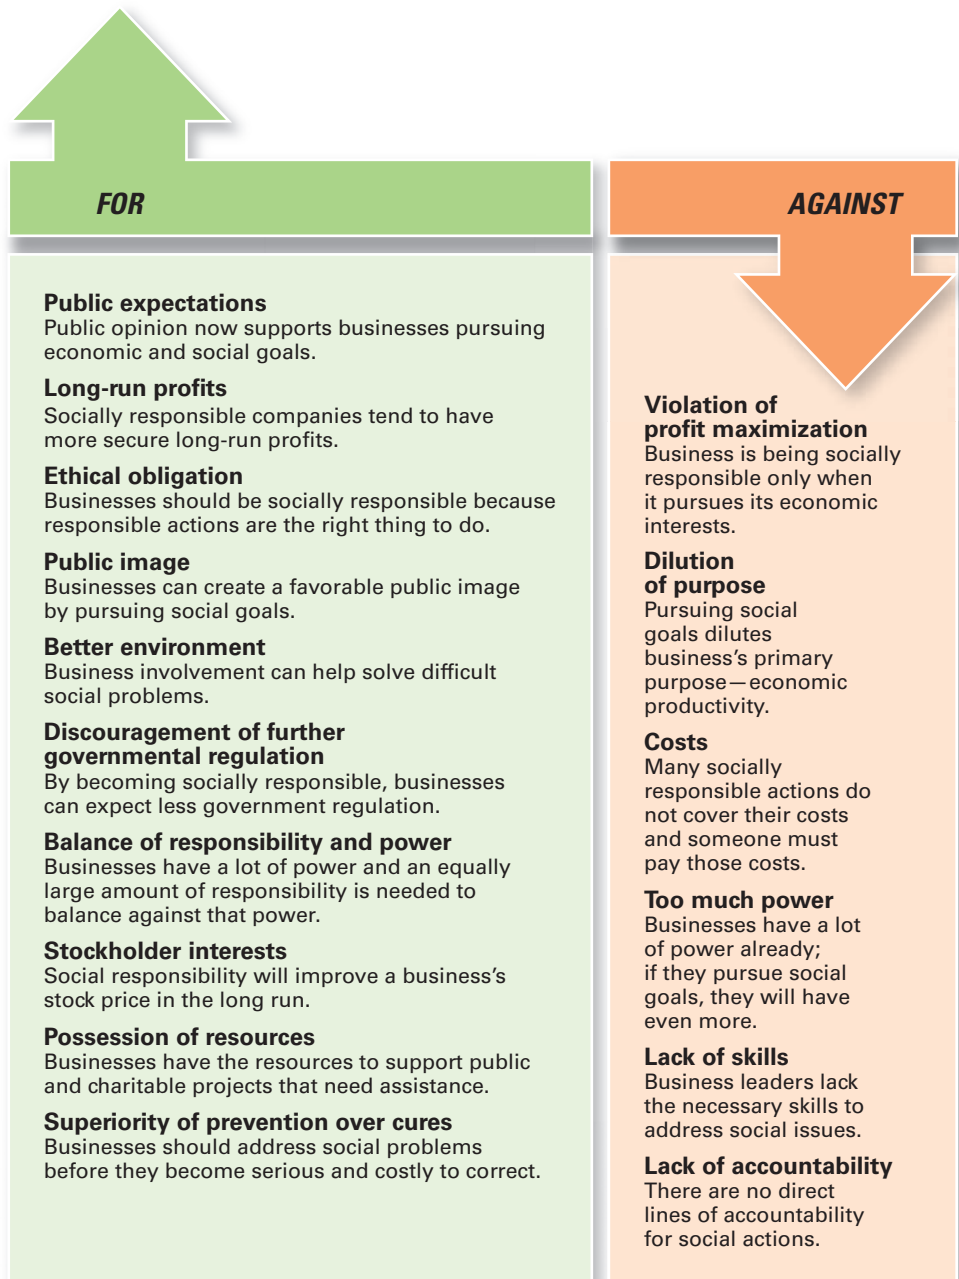 FOR
Public expectations
Public opinion now supports businesses pursuing
economic and social goals.
Long-run profits
Socially responsible companies tend to have
more secure long-run profits.
Ethical obligation
Businesses should be socially responsible because
responsible actions are the right thing to do.
Public image
Businesses can create a favorable public image
by pursuing social goals.
Better environment
Business involvement can help solve difficult
social problems.
Discouragement of further
governmental regulation
By becoming socially responsible, businesses
can expect less government regulation.
Balance of responsibility and power
Businesses have a lot of power and an equally
large amount of responsibility is needed to
balance against that power.
Stockholder interests
Social responsibility will improve a business's
stock price in the long run.
Possession of resources
Businesses have the resources to support public
and charitable projects that need assistance.
Superiority of prevention over cures
Businesses should address social problems
before they become serious and costly to correct.
AGAINST
Violation of
profit maximization
Business is being socially
responsible only when
it pursues its economic
interests.
Dilution
of purpose
Pursuing social
goals dilutes
business's primary
purpose—economic
productivity.
Costs
Many socially
responsible actions do
not cover their costs
and someone must
pay those costs.
Too much power
Businesses have a lot
of power already;
if they pursue social
goals, they will have
even more.
Lack of skills
Business leaders lack
the necessary skills to
address social issues.
Lack of accountability
There are no direct
lines of accountability
for social actions.